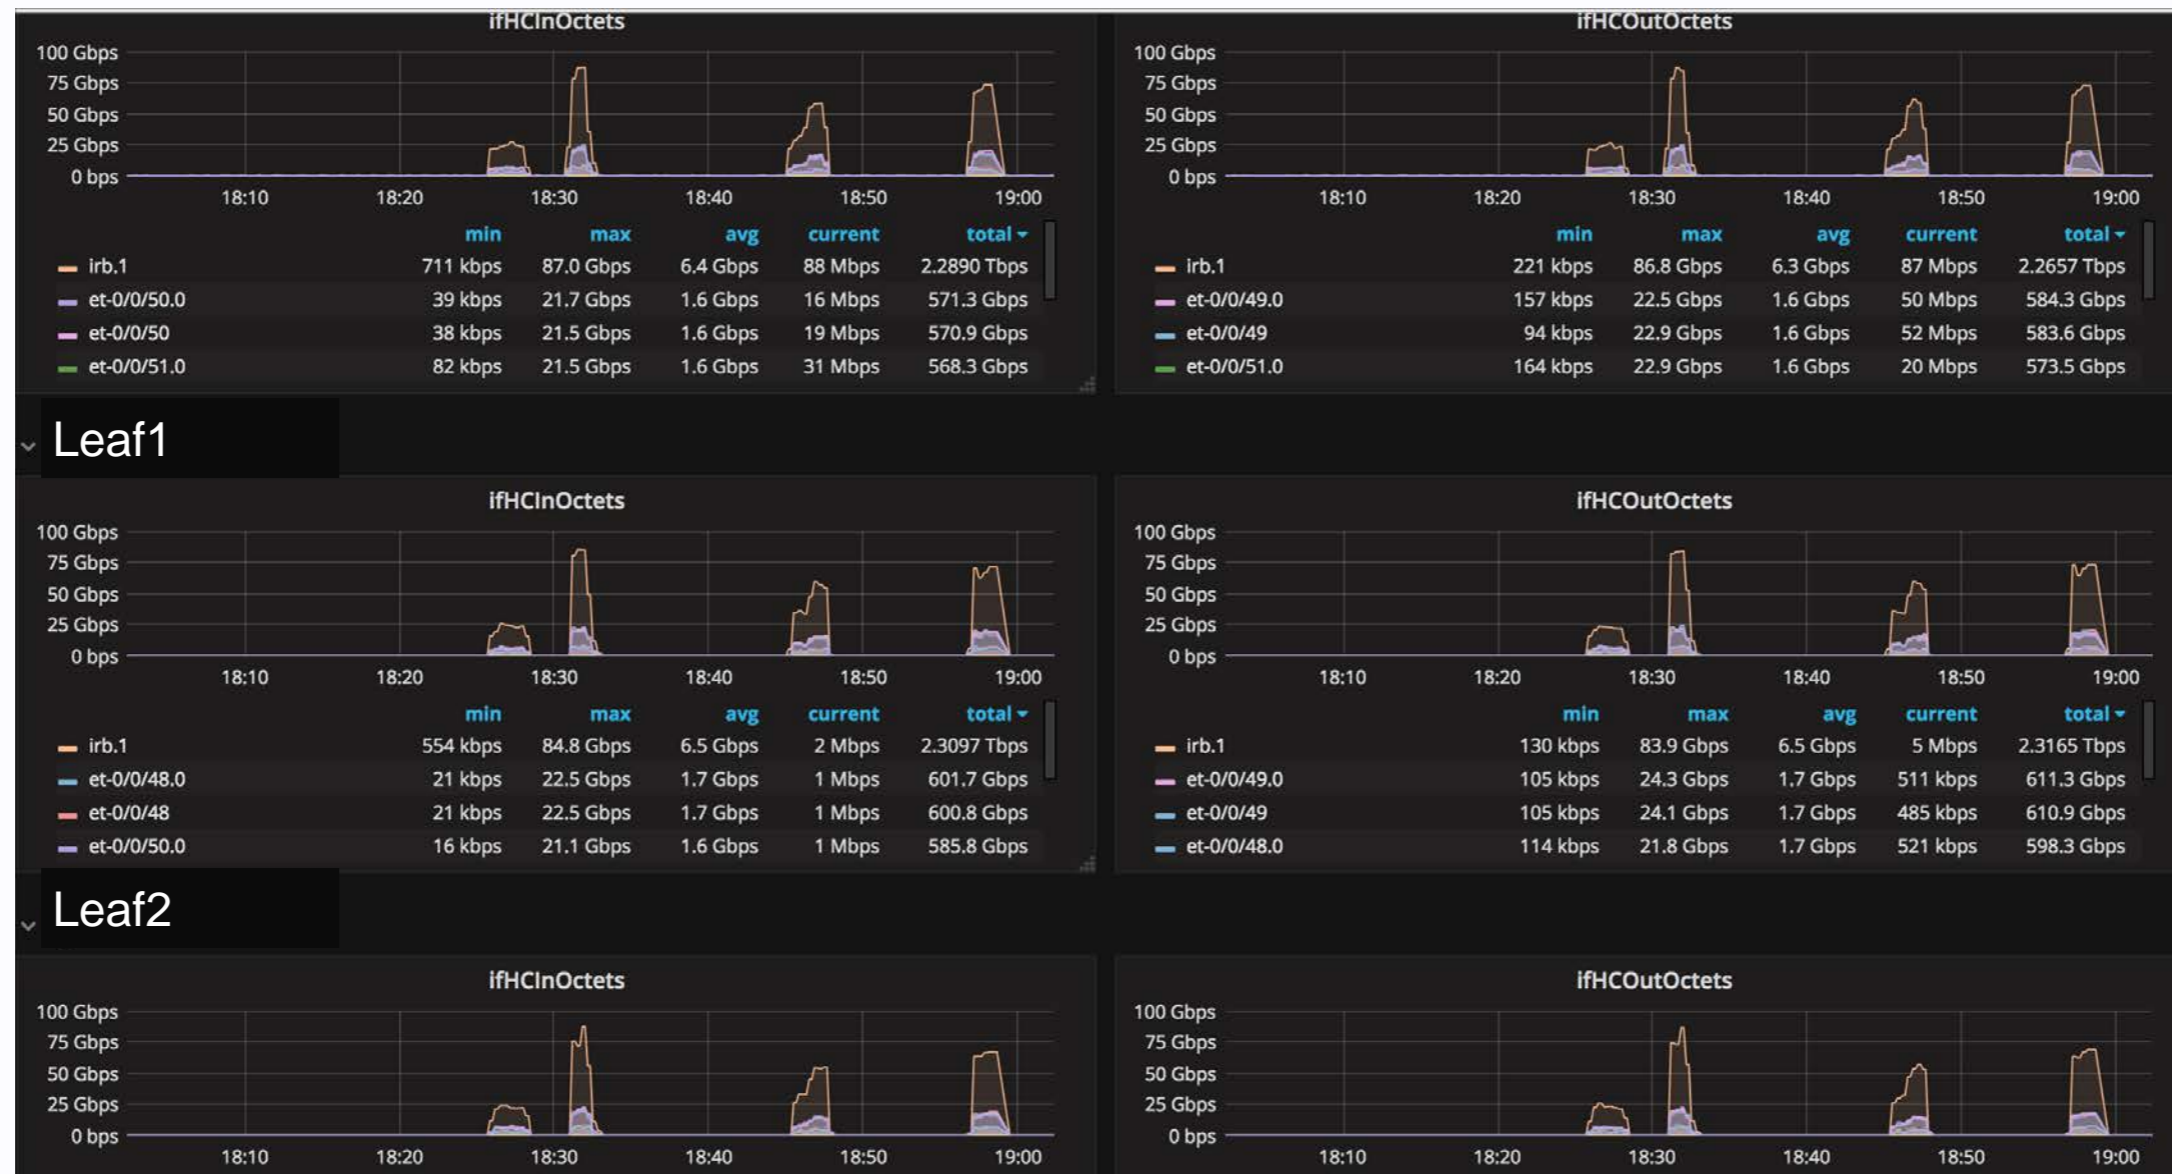 ifHCInOctets
100 Gbps
75 Gbps
50 Gbps
25 Gbps
0 bps
18:10 18:20 18:30 18:40 18:50 19:00
min max avg current total
irb.1 711 kbps 87.0 Gbps 6.4 Gbps 88 Mbps 2.2890 Tbps
et-0/0/50.0 39 kbps 21.7 Gbps 1.6 Gbps 16 Mbps 571.3 Gbps
et-0/0/50 38 kbps 21.5 Gbps 1.6 Gbps 19 Mbps 570.9 Gbps
et-0/0/51.0 82 kbps 21.5 Gbps 1.6 Gbps 31 Mbps 568.3 Gbps
ifHCOutOctets
100 Gbps
75 Gbps
50 Gbps
25 Gbps
0 bps
18:10 18:20 18:30 18:40 18:50 19:00
min max avg current total
irb.1 221 kbps 86.8 Gbps 6.3 Gbps 87 Mbps 2.2657 Tbps
et-0/0/49.0 157 kbps 22.5 Gbps 1.6 Gbps 50 Mbps 584.3 Gbps
et-0/0/49 94 kbps 22.9 Gbps 1.6 Gbps 52 Mbps 583.6 Gbps
et-0/0/51.0 164 kbps 22.9 Gbps 1.6 Gbps 20 Mbps 573.5 Gbps
Leaf1
ifHCInOctets
100 Gbps
75 Gbps
50 Gbps
25 Gbps
0 bps
18:10 18:20 18:30 18:40 18:50 19:00
min max avg current total
irb.1 554 kbps 84.8 Gbps 6.5 Gbps 2 Mbps 2.3097 Tbps
et-0/0/48.0 21 kbps 22.5 Gbps 1.7 Gbps 1 Mbps 601.7 Gbps
et-0/0/48 21 kbps 22.5 Gbps 1.7 Gbps 1 Mbps 600.8 Gbps
et-0/0/50.0 16 kbps 21.1 Gbps 1.6 Gbps 1 Mbps 585.8 Gbps
ifHCOutOctets
100 Gbps
75 Gbps
50 Gbps
25 Gbps
0 bps
18:10 18:20 18:30 18:40 18:50 19:00
min max avg current total
irb.1 130 kbps 83.9 Gbps 6.5 Gbps 5 Mbps 2.3165 Tbps
et-0/0/49.0 105 kbps 24.3 Gbps 1.7 Gbps 511 kbps 611.3 Gbps
et-0/0/49 105 kbps 24.1 Gbps 1.7 Gbps 485 kbps 610.9 Gbps
et-0/0/48.0 114 kbps 21.8 Gbps 1.7 Gbps 521 kbps 598.3 Gbps
Leaf2
ifHCInOctets
100 Gbps
75 Gbps
50 Gbps
25 Gbps
0 bps
18:10 18:20 18:30 18:40 18:50 19:00
ifHCOutOctets
100 Gbps
75 Gbps
50 Gbps
25 Gbps
0 bps
18:10 18:20 18:30 18:40 18:50 19:00